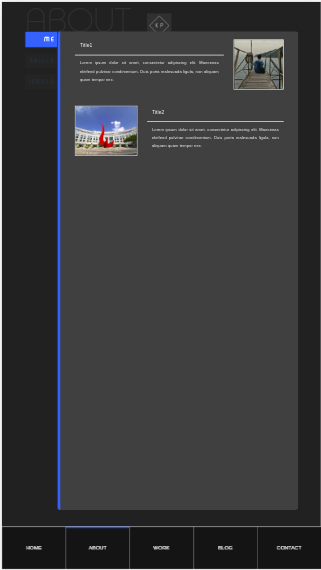 ABOUT
KP
ME
Title1
Lorem ipsum dolor sit amet, consectetur adipiscing elit. Maecenas
eleifend pulvinar condimentum. Duis porta malesuada ligula, non aliquam
quam tempor nec.
Title2
Lorem ipsum dolor sit amet, consectetur adipiscing elit. Maecenas
eleifend pulvinar condimentum. Duis porta malesuada ligula, non
aliquam quam tempor nec.
HOME ABOUT WORK BLOG CONTACT